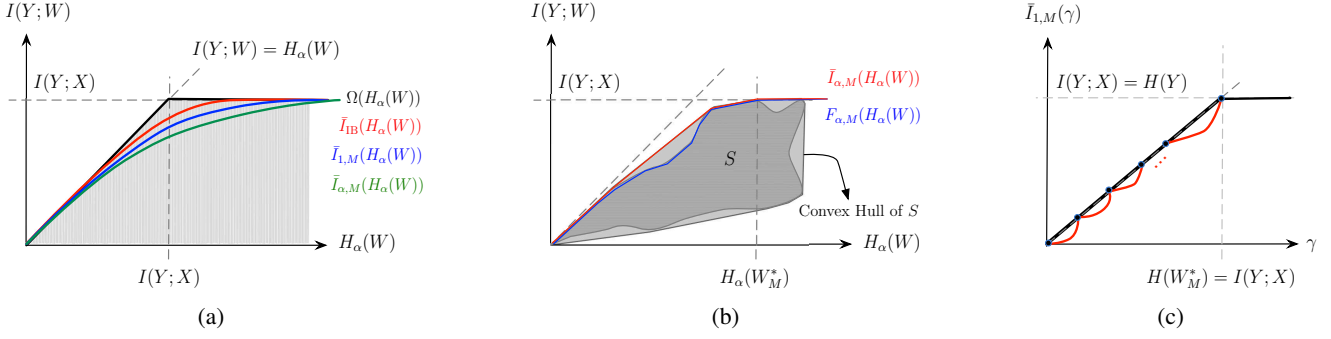 I(Y;W)
I(Y;W) = H_α(W)
I(Y;X)
Ω(H_α(W))
Ī_IB(H_α(W))
Ī_{1,M}(H_α(W))
Ī_{α,M}(H_α(W))
H_α(W)
I(Y;X)
(a)
I(Y;W)
I(Y;X)
Ī_{α,M}(H_α(W))
F_{α,M}(H_α(W))
S
Convex Hull of S
H_α(W)
H_α(W*_M)
(b)
Ī_{1,M}(γ)
I(Y;X) = H(Y)
γ
H(W*_M) = I(Y;X)
(c)